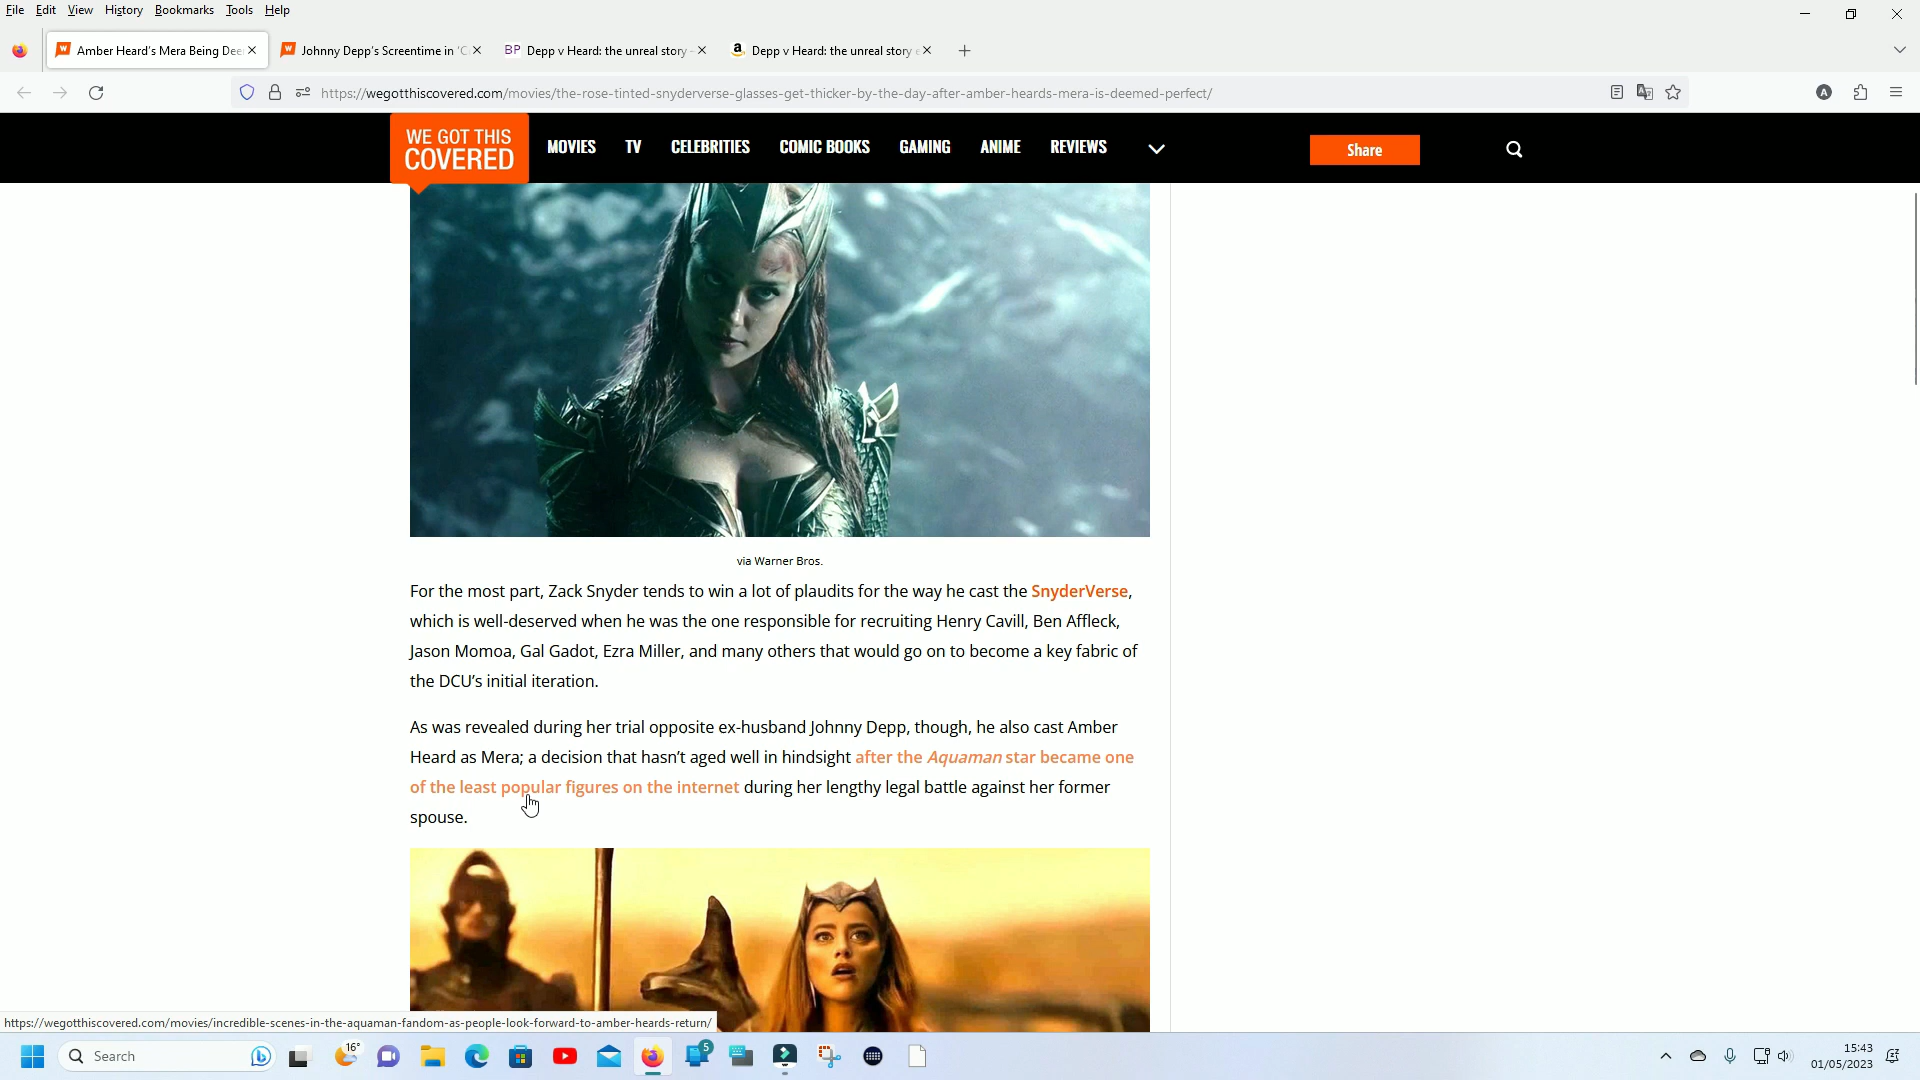 File Edit View History Bookmarks Tools Help
Amber Heard's Mera Being Dee
Johnny Depp's Screentime in 'C
BP Depp v Heard: the unreal story -
Depp v Heard: the unreal story e
https://wegotthiscovered.com/movies/the-rose-tinted-snyderverse-glasses-get-thicker-by-the-day-after-amber-heards-mera-is-deemed-perfect/
A
WE GOT THIS
COVERED
MOVIES TV CELEBRITIES COMIC BOOKS GAMING ANIME REVIEWS
Share
via Warner Bros.
For the most part, Zack Snyder tends to win a lot of plaudits for the way he cast the SnyderVerse,
which is well-deserved when he was the one responsible for recruiting Henry Cavill, Ben Affleck,
Jason Momoa, Gal Gadot, Ezra Miller, and many others that would go on to become a key fabric of
the DCU's initial iteration.
As was revealed during her trial opposite ex-husband Johnny Depp, though, he also cast Amber
Heard as Mera; a decision that hasn't aged well in hindsight after the Aquaman star became one
of the least popular figures on the internet during her lengthy legal battle against her former
spouse.
https://wegotthiscovered.com/movies/incredible-scenes-in-the-aquaman-fandom-as-people-look-forward-to-amber-heards-return/
Search
16°
5
15:43
01/05/2023